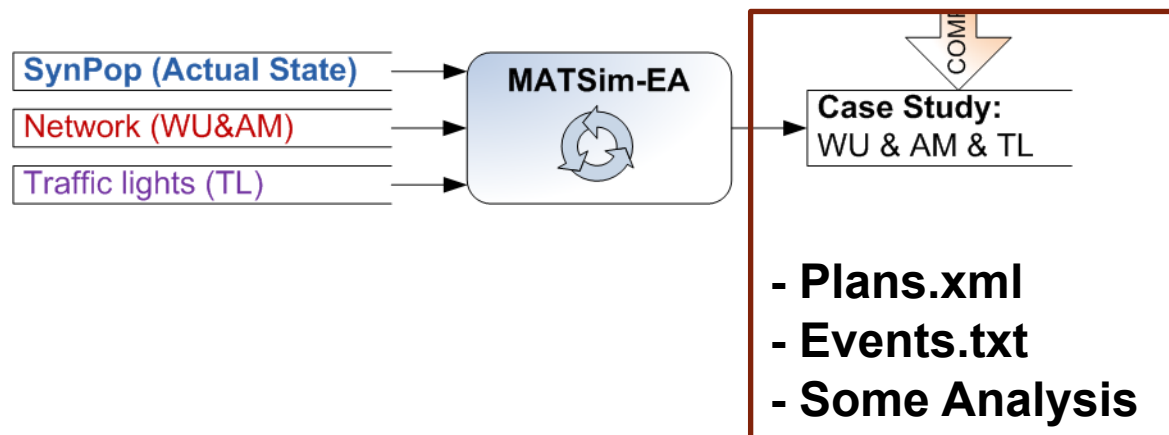 SynPop (Actual State)
Network (WU&AM)
Traffic lights (TL)
MATSim-EA
COMP
Case Study:
WU & AM & TL
- Plans.xml
- Events.txt
- Some Analysis